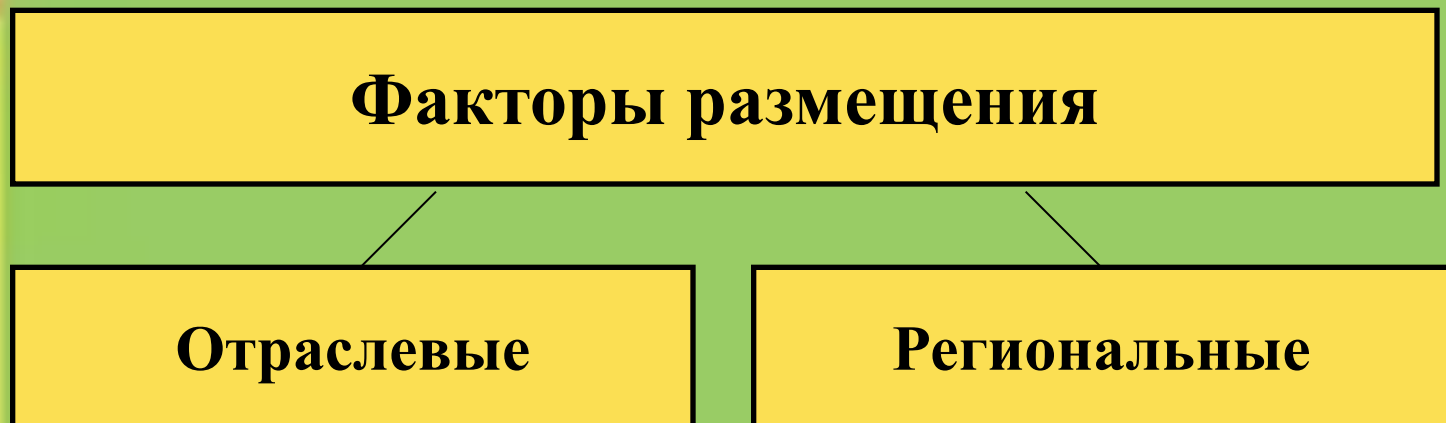 Факторы размещения
Отраслевые
Региональные